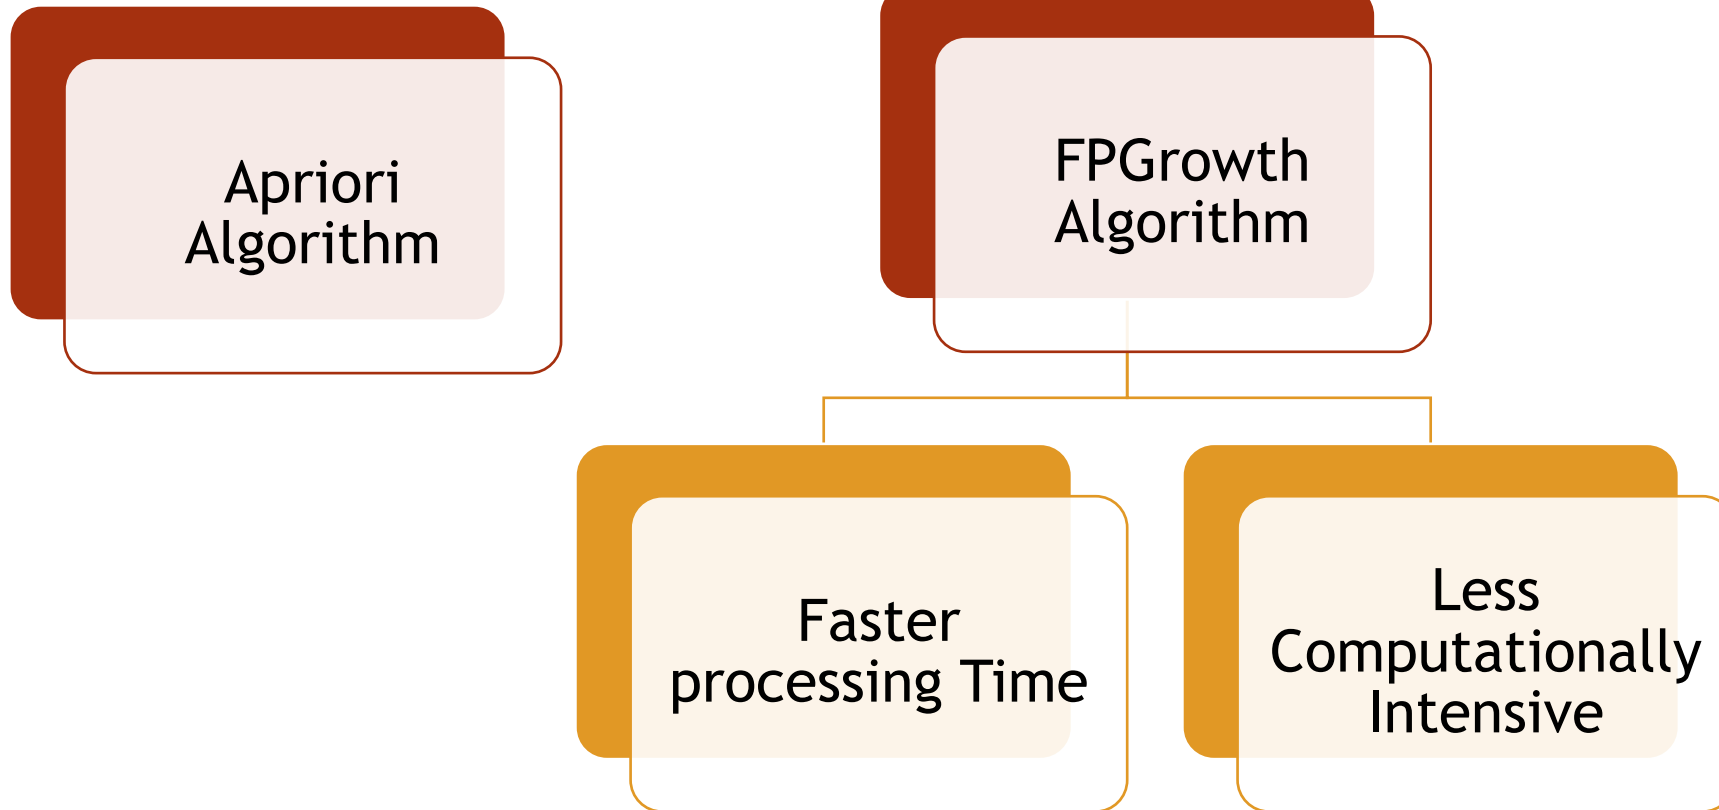 Apriori
Algorithm
FPGrowth
Algorithm
Faster
processing Time
Less
Computationally
Intensive